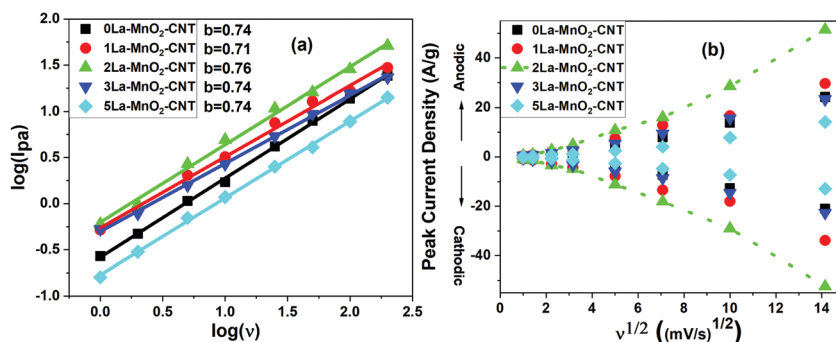 (a)
0La-MnO2-CNT b=0.74
1La-MnO2-CNT b=0.71
2La-MnO2-CNT b=0.76
3La-MnO2-CNT b=0.74
5La-MnO2-CNT b=0.74
log(Ipa)
2.0
1.5
1.0
0.5
0.0
-0.5
-1.0
0.0 0.5 1.0 1.5 2.0 2.5
log(ν)
(b)
0La-MnO2-CNT
1La-MnO2-CNT
2La-MnO2-CNT
3La-MnO2-CNT
5La-MnO2-CNT
Peak Current Density (A/g)
Cathodic
Anodic
40
20
0
-20
-40
0 2 4 6 8 10 12 14
ν1/2 (mV/s)1/2